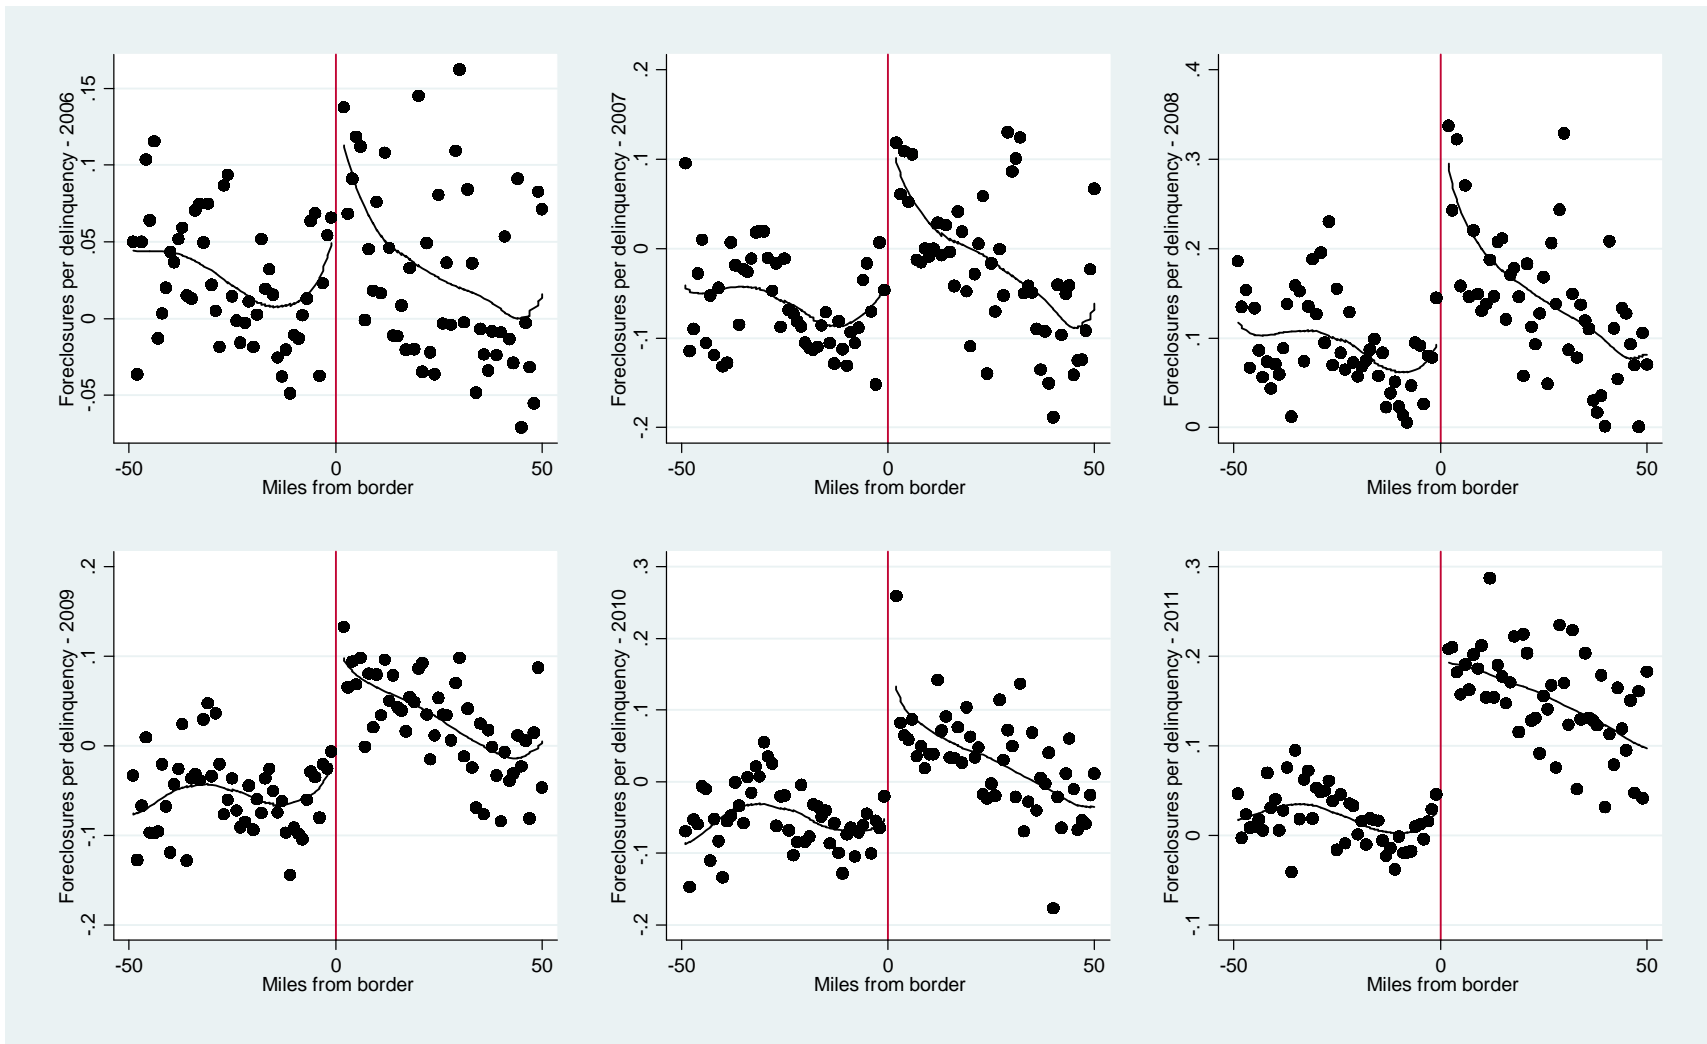 Foreclosures per delinquency - 2006
.15
.1
.05
0
-.05
-50 0 50
Miles from border
Foreclosures per delinquency - 2007
.2
.1
0
-.1
-.2
-50 0 50
Miles from border
Foreclosures per delinquency - 2008
.4
.3
.2
.1
0
-50 0 50
Miles from border
Foreclosures per delinquency - 2009
.2
.1
0
-.1
-.2
-50 0 50
Miles from border
Foreclosures per delinquency - 2010
.3
.2
.1
0
-.1
-.2
-50 0 50
Miles from border
Foreclosures per delinquency - 2011
.3
.2
.1
0
-.1
-50 0 50
Miles from border